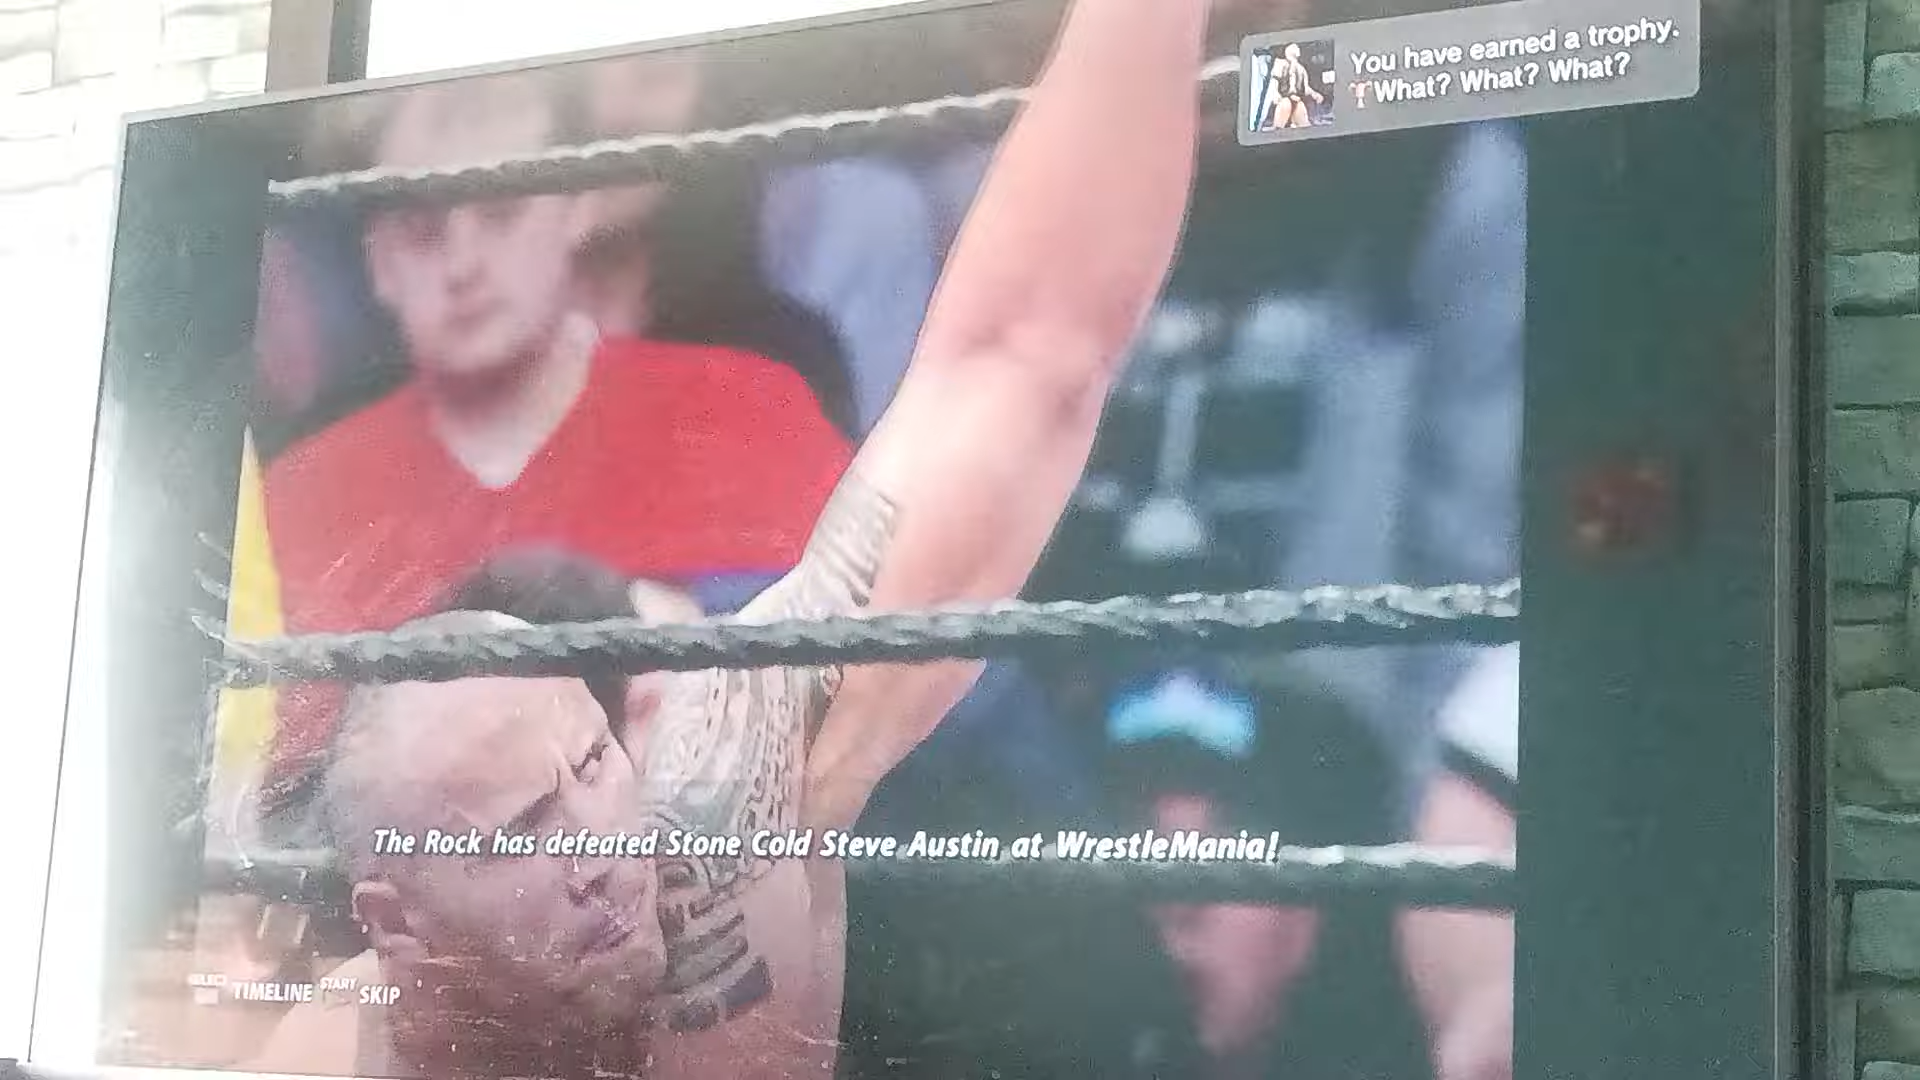 You have earned a trophy.
What? What? What?
The Rock has defeated Stone Cold Steve Austin at WrestleMania!
TIMELINE START SKIP